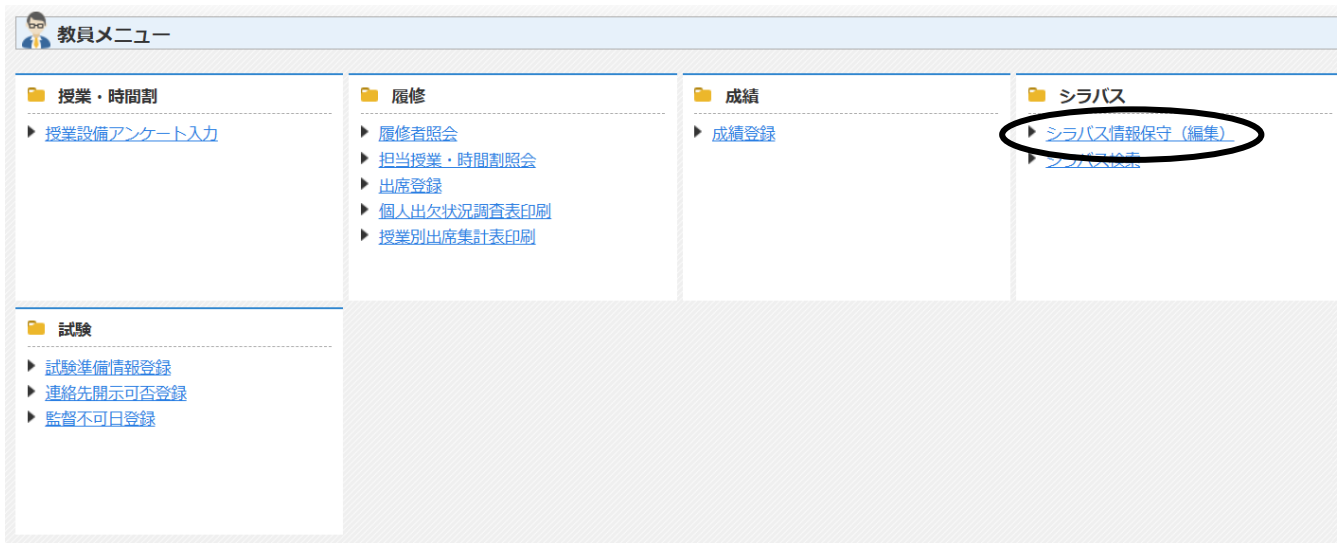 教員メニュー
授業・時間割
授業設備アンケート入力
履修
履修者照会
担当授業・時間割照会
出席登録
個人出欠状況調査表印刷
授業別出席集計表印刷
成績
成績登録
シラバス
シラバス情報保守（編集）
シラバス検索
試験
試験準備情報登録
連絡先開示可否登録
監督不可日登録